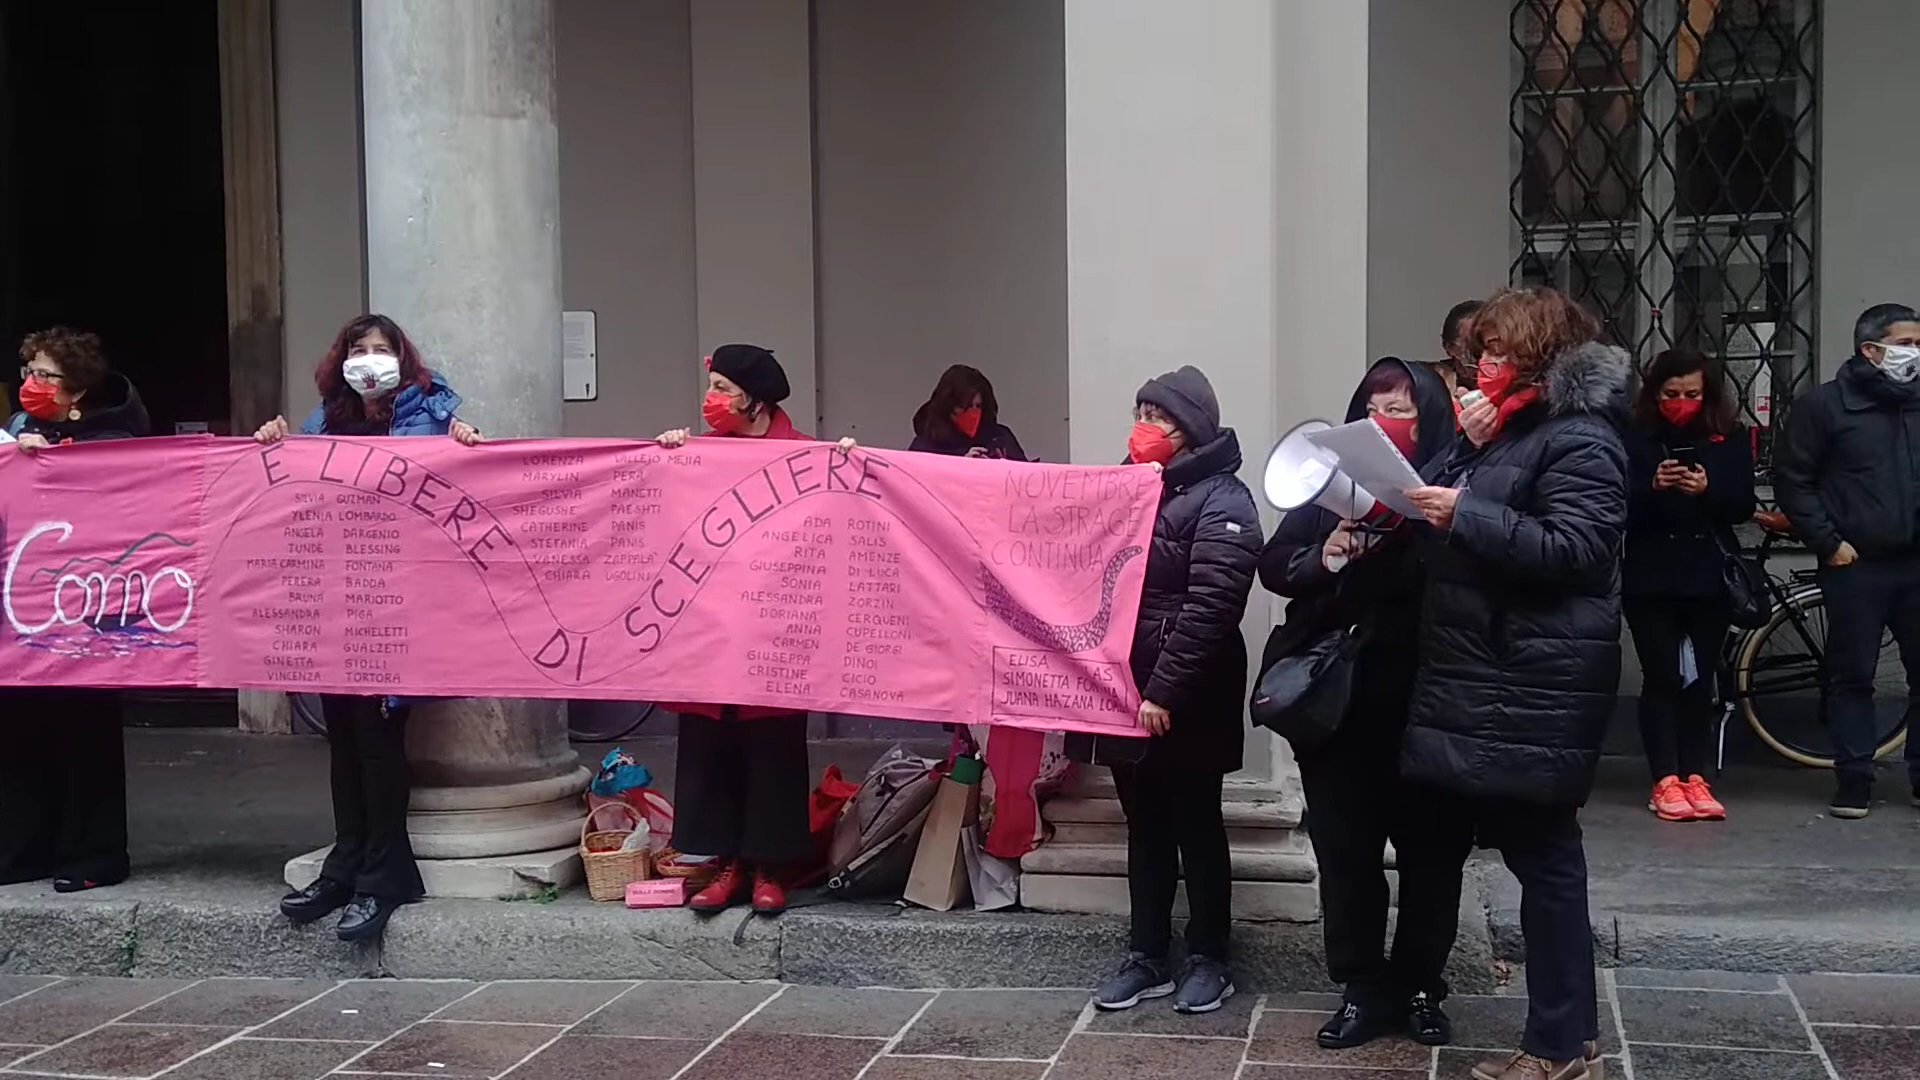 Como
E LIBERE DI SCEGLIERE
SILVIA GUZMAN
YLENIA LOMBARDO
ANGELA DARGENIO
TUNDE BLESSING
MARIA CARMINA FONTANA
PERERA BADDA
BRUNA MARIOTTO
ALESSANDRA PIGA
SHARON MICHELETTI
CHIARA GUALZETTI
GINETTA GIOLLI
VINCENZA TORTORA
LORENZA VALLEJO MEJIA
MARYLIN PERA
SILVIA MANETTI
SHEGUSHE PAESHTI
CATHERINE PANIS
STEFANIA PANIS
VANESSA ZAPPALA'
CHIARA UGOLINI
ADA ROTINI
ANGELICA SALIS
RITA AMENZE
GIUSEPPINA DI LUCA
SONIA LATTARI
ALESSANDRA ZORZIN
DORIANA CERQUENI
ANNA CUPELLONI
CARMEN DE GIORGI
GIUSEPPA DINOI
CRISTINE CICIO
ELENA CASANOVA
NOVEMBRE
LA STRAGE
CONTINUA
ELISA
SIMONETTA
JUANA HAZANA
SULLE DONNE